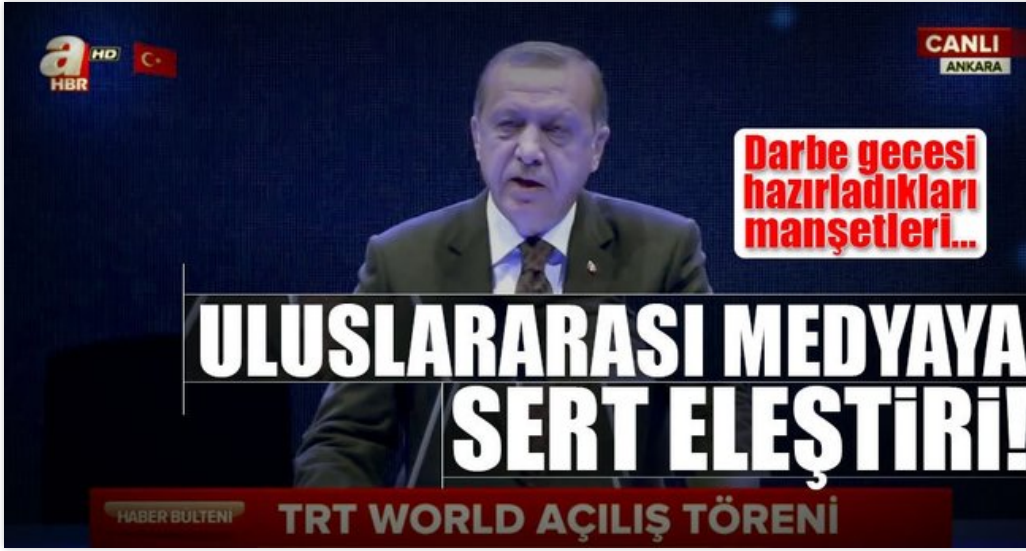 a HD
HBR
CANLI
ANKARA
Darbe gecesi
hazırladıkları
manşetleri...
ULUSLARARASI MEDYAYA
SERT ELEŞTİRİ!
HABER BÜLTENİ
TRT WORLD AÇILIŞ TÖRENİ